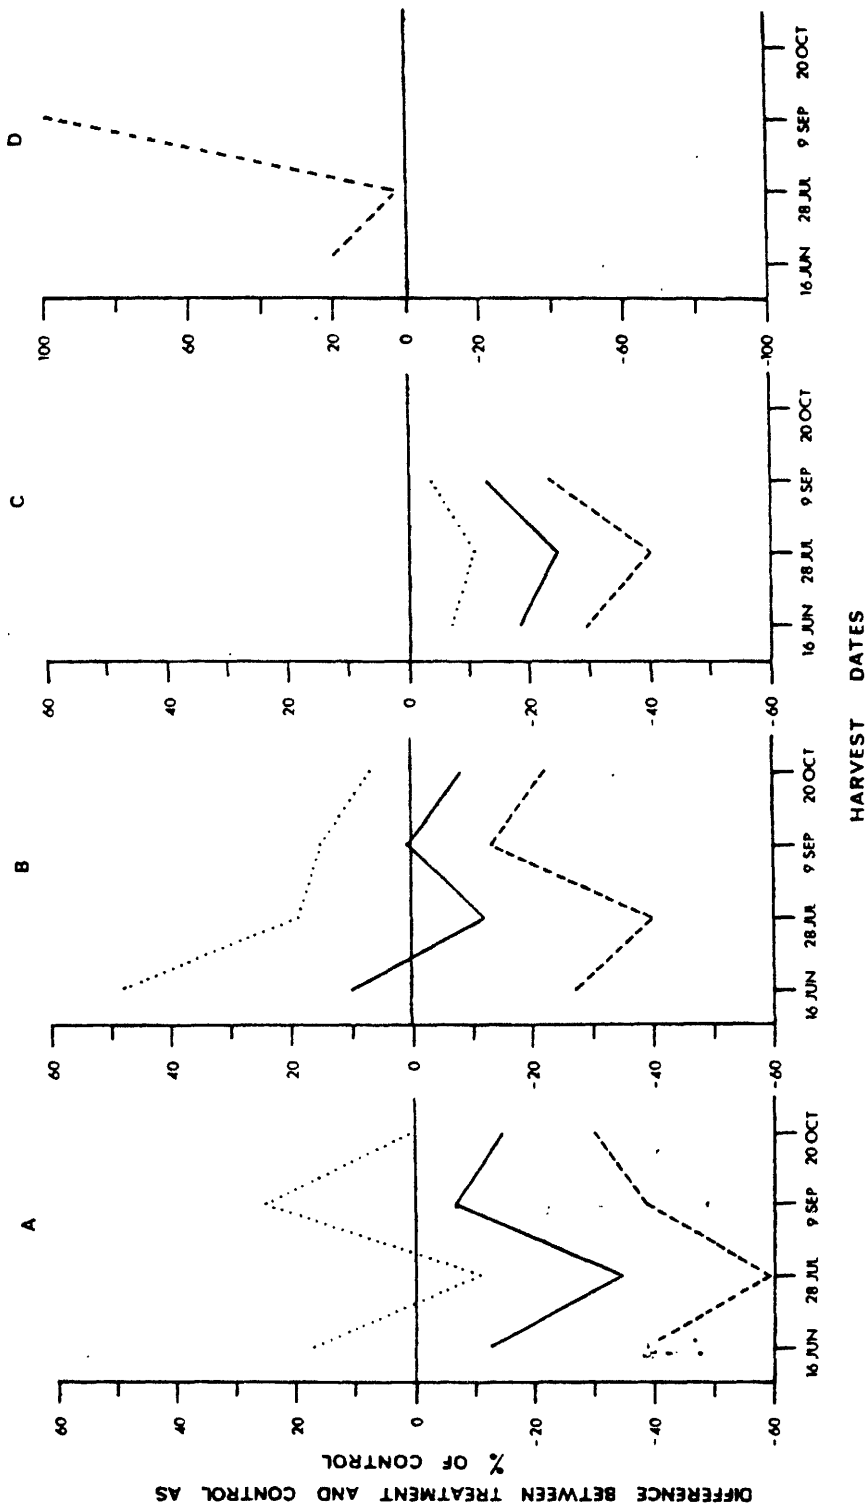 A
B
C
D
DIFFERENCE BETWEEN TREATMENT AND CONTROL AS
% OF CONTROL
60
40
20
0
-20
-40
-60
16 JUN
28 JUL
9 SEP
20 OCT
60
40
20
0
-20
-40
-60
16 JUN
28 JUL
9 SEP
20 OCT
60
20
0
-20
-40
-60
16 JUN
28 JUL
9 SEP
20 OCT
100
60
20
0
-20
-60
-100
16 JUN
28 JUL
9 SEP
20 OCT
HARVEST DATES